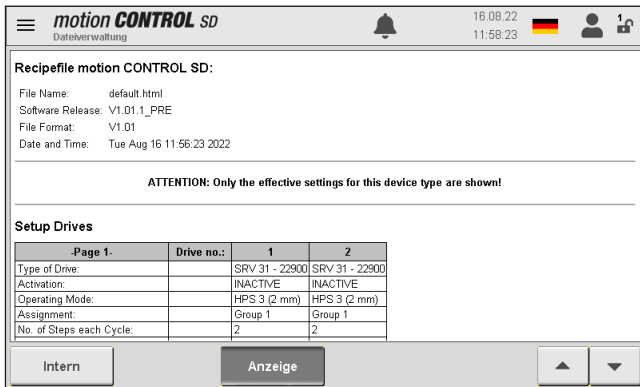 motion CONTROL SD
Dateiverwaltung
16.08.22
11:58:23
1
Recipefile motion CONTROL SD:
File Name: default.html
Software Release: V1.01.1_PRE
File Format: V1.01
Date and Time: Tue Aug 16 11:56:23 2022
ATTENTION: Only the effective settings for this device type are shown!
Setup Drives
-Page 1- Drive no.: 1 2
Type of Drive: SRV 31 - 22900 SRV 31 - 22900
Activation: INACTIVE INACTIVE
Operating Mode: HPS 3 (2 mm) HPS 3 (2 mm)
Assignment: Group 1 Group 1
No. of Steps each Cycle: 2 2
Intern Anzeige